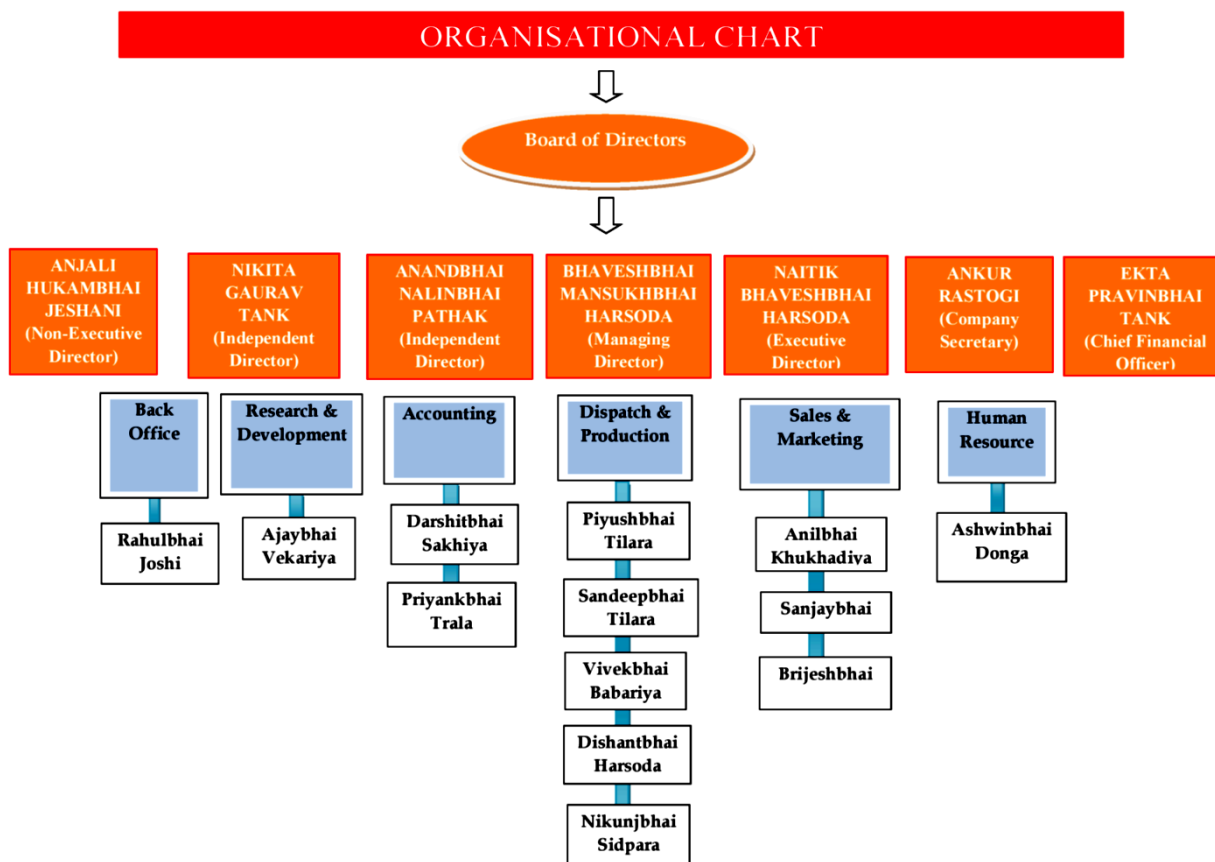 ORGANISATIONAL CHART
Board of Directors
ANJALI
HUKAMBHAI
JESHANI
(Non-Executive
Director)
NIKITA
GAURAV
TANK
(Independent
Director)
ANANDBHAI
NALINBHAI
PATHAK
(Independent
Director)
BHAVESHBHAI
MANSUKHBHAI
HARSODA
(Managing
Director)
NAITIK
BHAVESHBHAI
HARSODA
(Executive
Director)
ANKUR
RASTOGI
(Company
Secretary)
EKTA
PRAVINBHAI
TANK
(Chief Financial
Officer)
Back
Office
Research &
Development
Accounting
Dispatch &
Production
Sales
&
Marketing
Human
Resource
Rahulbhai
Joshi
Ajaybhai
Vekariya
Darshitbhai
Sakhiya
Priyankbhai
Trala
Piyushbhai
Tilara
Sandeepbhai
Tilara
Vivekbhai
Babariya
Dishantbhai
Harsoda
Nikunjbhai
Sidpara
Anilbhai
Khukhadiya
Sanjaybhai
Brijeshbhai
Ashwinbhai
Donga